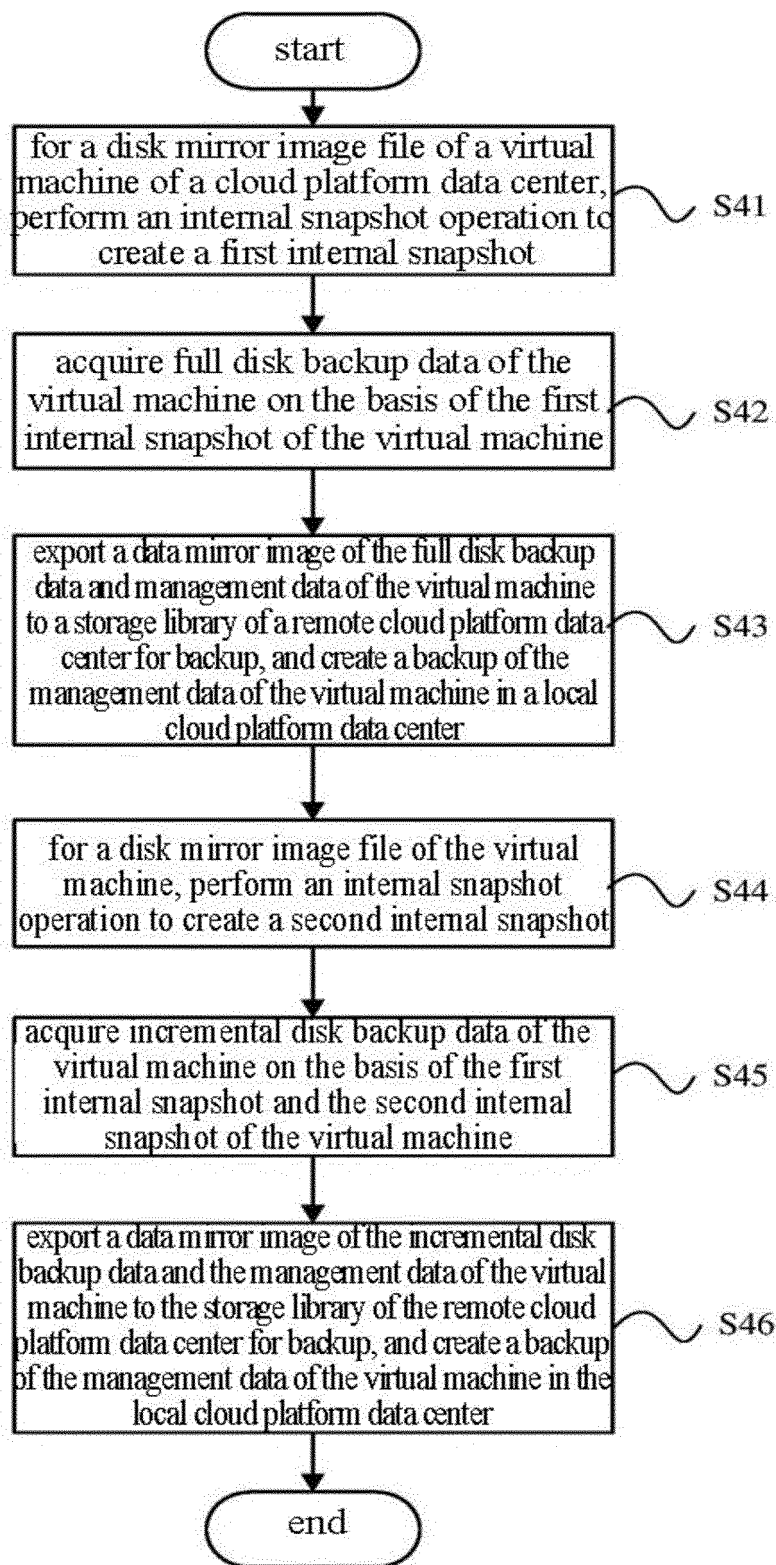 start
for a disk mirror image file of a virtual
machine of a cloud platform data center,
perform an internal snapshot operation to
create a first internal snapshot
S41
acquire full disk backup data of the
virtual machine on the basis of the first
internal snapshot of the virtual machine
S42
export a data mirror image of the full disk backup
data and management data of the virtual machine
to a storage library of a remote cloud platform data
center for backup, and create a backup of the
management data of the virtual machine in a local
cloud platform data center
S43
for a disk mirror image file of the virtual
machine, perform an internal snapshot
operation to create a second internal snapshot
S44
acquire incremental disk backup data of the
virtual machine on the basis of the first
internal snapshot and the second internal
snapshot of the virtual machine
S45
export a data mirror image of the incremental disk
backup data and the management data of the virtual
machine to the storage library of the remote cloud
platform data center for backup, and create a backup
of the management data of the virtual machine in the
local cloud platform data center
S46
end